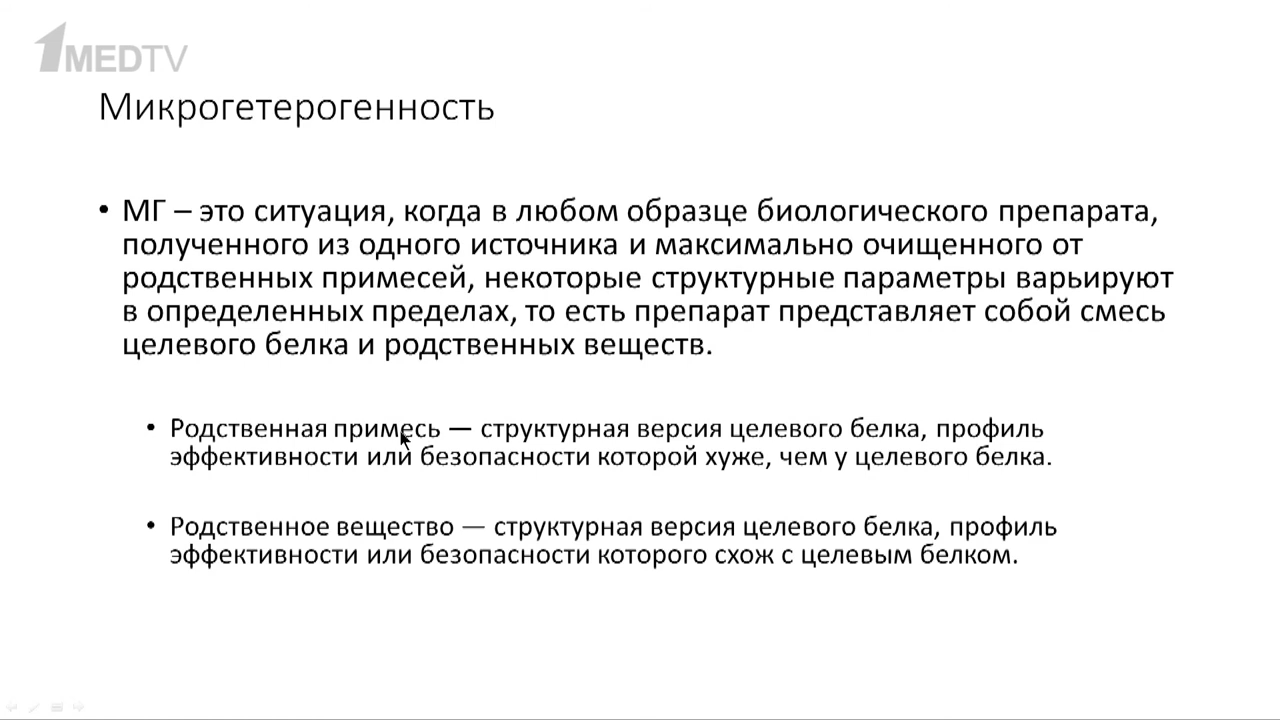 1MEDTV
Микрогетерогенность
• МГ – это ситуация, когда в любом образце биологического препарата,
полученного из одного источника и максимально очищенного от
родственных примесей, некоторые структурные параметры варьируют
в определенных пределах, то есть препарат представляет собой смесь
целевого белка и родственных веществ.
• Родственная примесь — структурная версия целевого белка, профиль
эффективности или безопасности которой хуже, чем у целевого белка.
• Родственное вещество — структурная версия целевого белка, профиль
эффективности или безопасности которого схож с целевым белком.